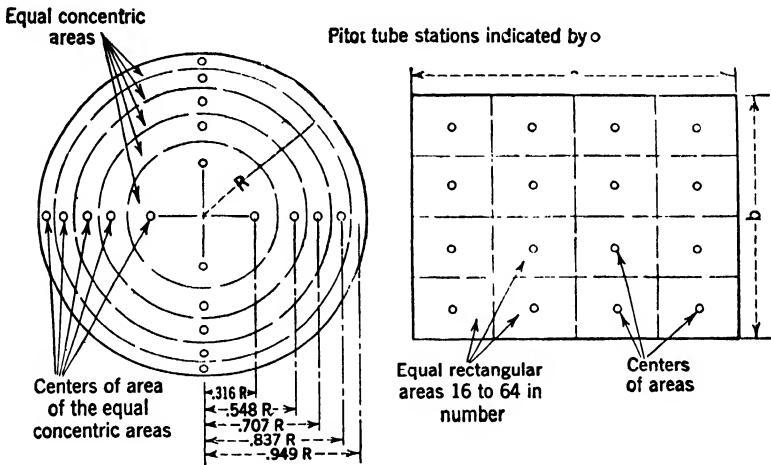 Equal concentric
areas
Pitot tube stations indicated by o
R
b
Centers of area
of the equal
concentric areas
.316 R
.548 R
.707 R
.837 R
.949 R
Equal rectangular
areas 16 to 64 in
number
Centers
of areas